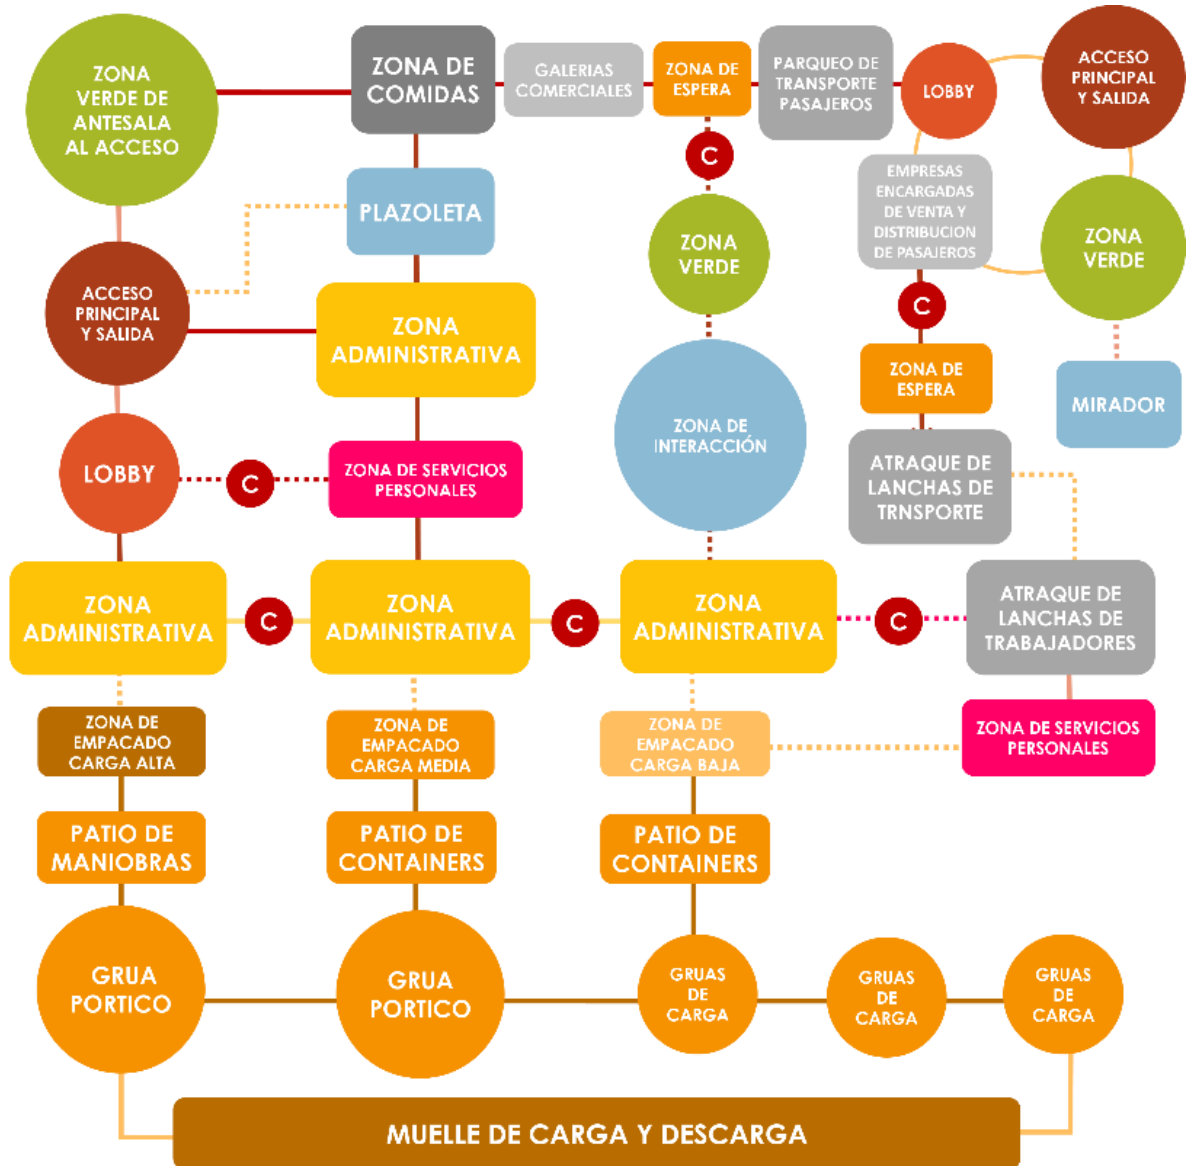 ZONA
VERDE DE
ANTESALA
AL ACCESO
ZONA DE
COMIDAS
GALERIAS
COMERCIALES
ZONA DE
ESPERA
PARQUEO DE
TRANSPORTE
PASAJEROS
LOBBY
ACCESO
PRINCIPAL
Y SALIDA
C
PLAZOLETA
EMPRESAS
ENCARGADAS
DE VENTA Y
DISTRIBUCION
DE PASAJEROS
ZONA
VERDE
ZONA
VERDE
ACCESO
PRINCIPAL
Y SALIDA
ZONA
ADMINISTRATIVA
C
ZONA DE
ESPERA
MIRADOR
ZONA DE
INTERACCIÓN
LOBBY
C
ZONA DE SERVICIOS
PERSONALES
ATRAQUE DE
LANCHAS DE
TRNSPORTE
ZONA
ADMINISTRATIVA
C
ZONA
ADMINISTRATIVA
C
ZONA
ADMINISTRATIVA
C
ATRAQUE DE
LANCHAS DE
TRABAJADORES
ZONA DE
EMPACADO
CARGA ALTA
ZONA DE
EMPACADO
CARGA MEDIA
ZONA DE
EMPACADO
CARGA BAJA
ZONA DE SERVICIOS
PERSONALES
PATIO DE
MANIOBRAS
PATIO DE
CONTAINERS
PATIO DE
CONTAINERS
GRUA
PORTICO
GRUA
PORTICO
GRUAS
DE
CARGA
GRUAS
DE
CARGA
GRUAS
DE
CARGA
MUELLE DE CARGA Y DESCARGA